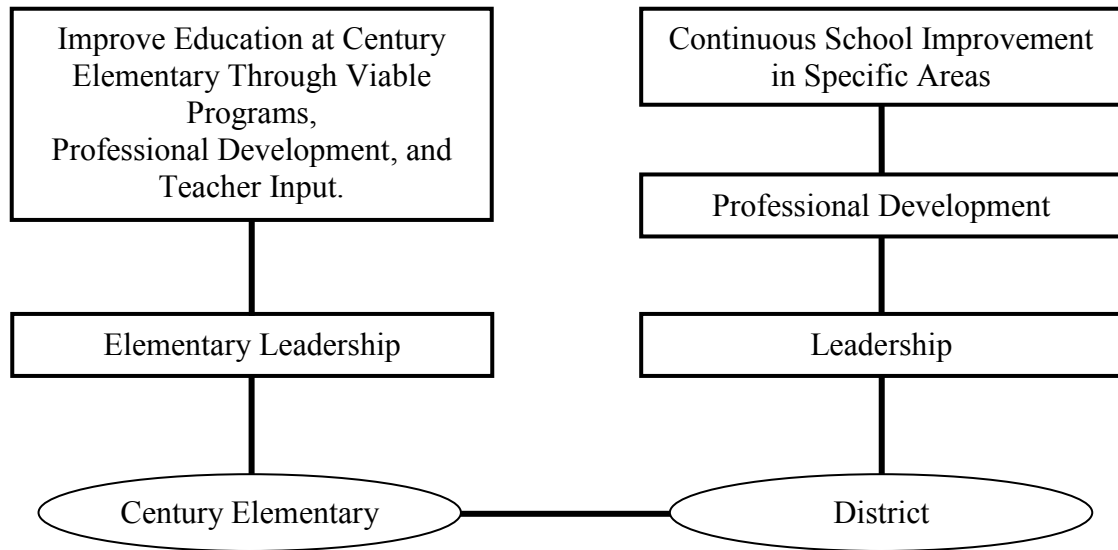 Improve Education at Century
Elementary Through Viable
Programs,
Professional Development, and
Teacher Input.
Continuous School Improvement
in Specific Areas
Professional Development
Elementary Leadership
Leadership
Century Elementary
District